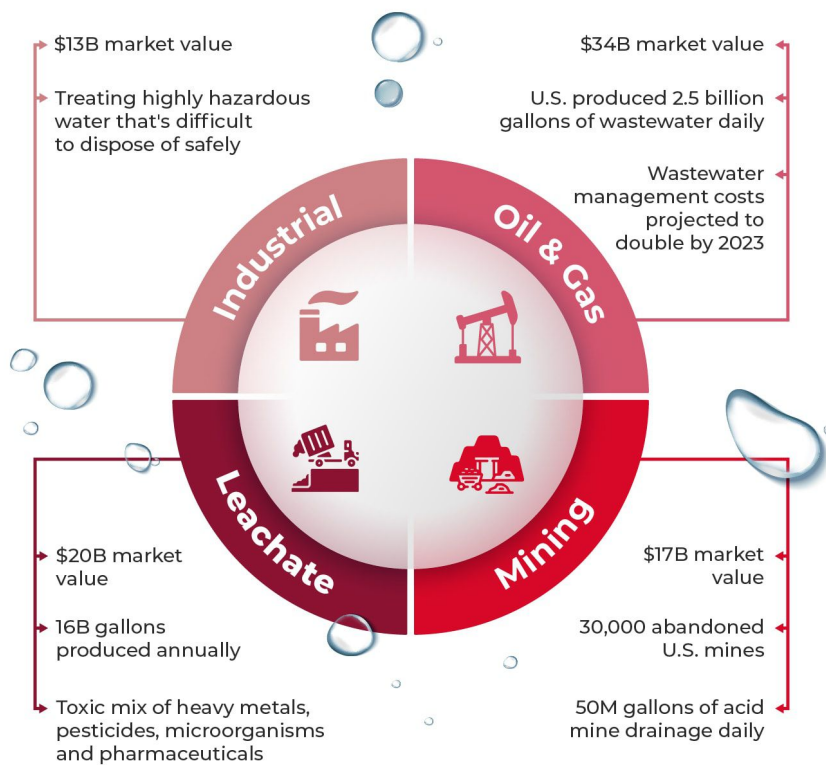 $13B market value
Treating highly hazardous
water that's difficult
to dispose of safely
$34B market value
U.S. produced 2.5 billion
gallons of wastewater daily
Wastewater
management costs
projected to
double by 2023
Industrial
Oil & Gas
Leachate
Mining
$20B market
value
16B gallons
produced annually
Toxic mix of heavy metals,
pesticides, microorganisms
and pharmaceuticals
$17B market
value
30,000 abandoned
U.S. mines
50M gallons of acid
mine drainage daily